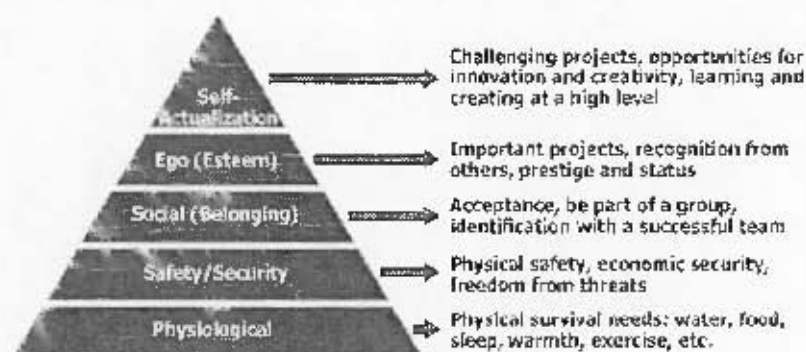 Self-
Actualization
Challenging projects, opportunities for
innovation and creativity, learning and
creating at a high level
Ego (Esteem)
Important projects, recognition from
others, prestige and status
Social (Belonging)
Acceptance, be part of a group,
identification with a successful team
Safety/Security
Physical safety, economic security,
freedom from threats
Physiological
Physical survival needs: water, food,
sleep, warmth, exercise, etc.